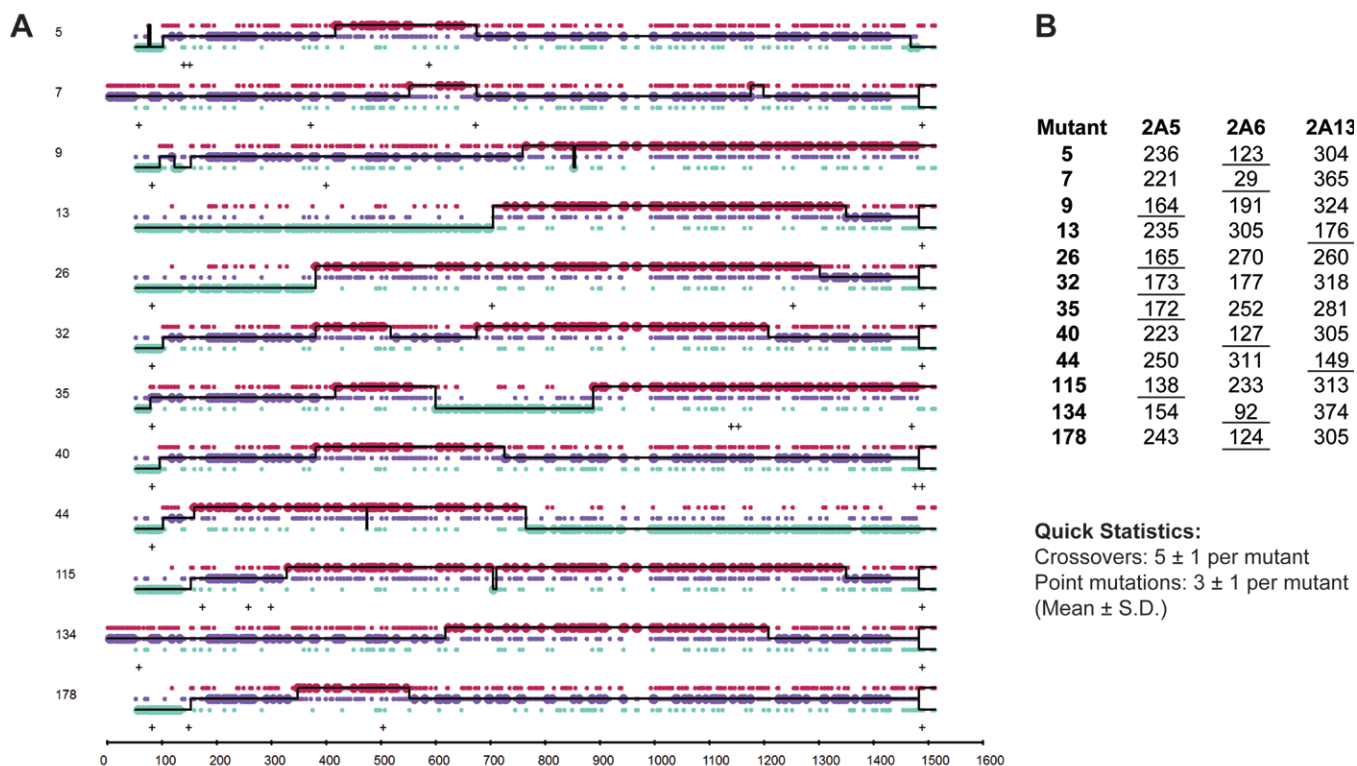 A
5
++ +
7
+ + + +
9
+ +
13
+
26
+ + + +
32
+ +
35
+ ++ +
40
+ ++
44
+
115
+ + + +
134
+ +
178
+ + + +
0 100 200 300 400 500 600 700 800 900 1000 1100 1200 1300 1400 1500 1600
B
Mutant 2A5 2A6 2A13
5 236 123 304
7 221 29 365
9 164 191 324
13 235 305 176
26 165 270 260
32 173 177 318
35 172 252 281
40 223 127 305
44 250 311 149
115 138 233 313
134 154 92 374
178 243 124 305
Quick Statistics:
Crossovers: 5 ± 1 per mutant
Point mutations: 3 ± 1 per mutant
(Mean ± S.D.)